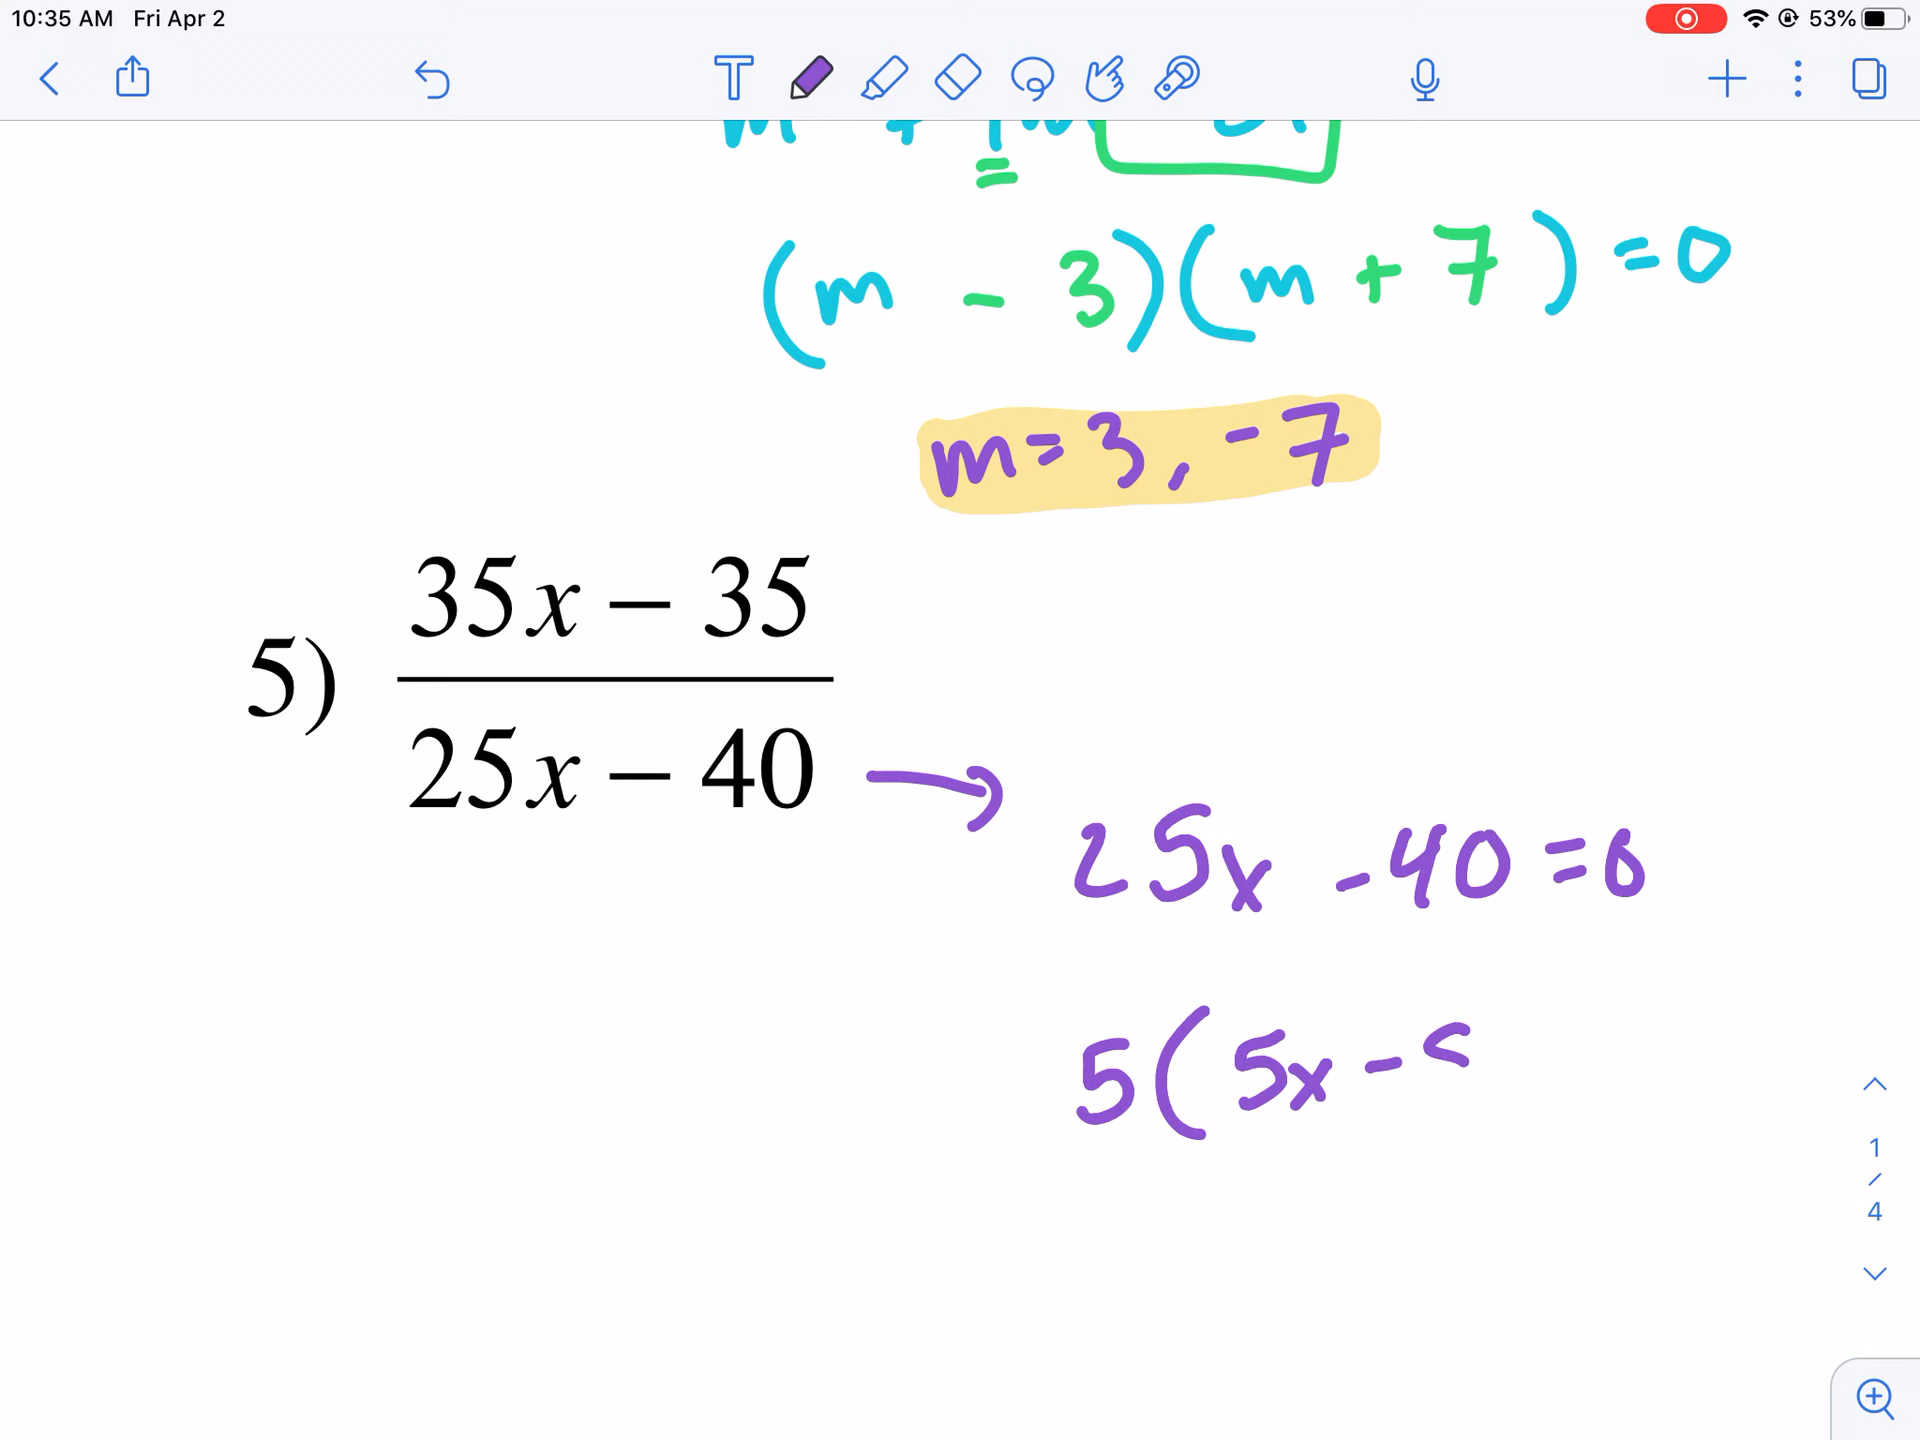 10:35 AM Fri Apr 2
53%
(m - 3)(m + 7) = 0
m = 3, -7
35x – 35
5)
25x – 40
25x - 40 = 0
5(5x -
1
/
4